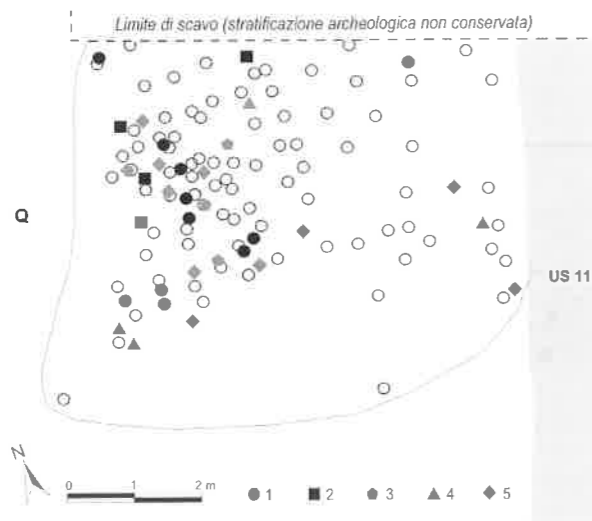 Limite di scavo (stratificazione archeologica non conservata)
Q
US 11
N
0 1 2 m
1 2 3 4 5